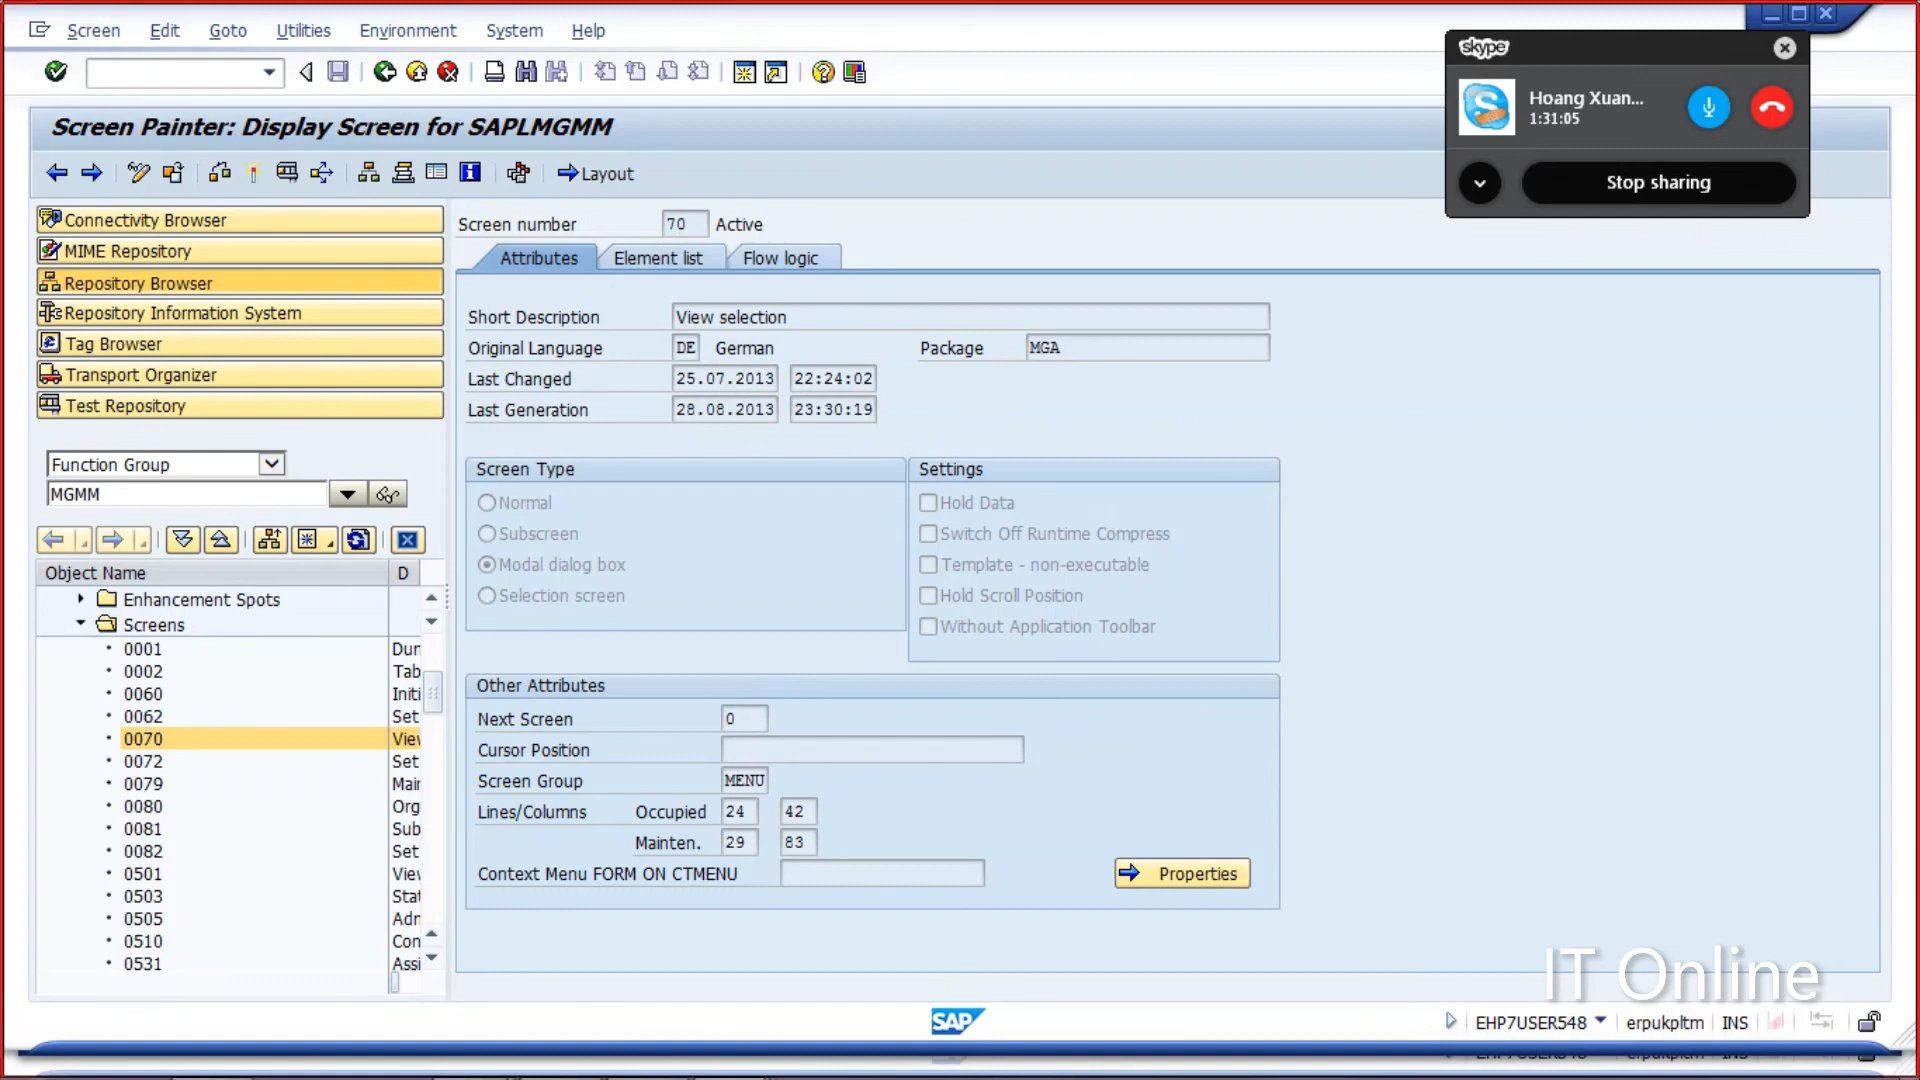 Screen Edit Goto Utilities Environment System Help
skype
Hoang Xuan...
1:31:05
Stop sharing
Screen Painter: Display Screen for SAPLMGMM
Layout
Connectivity Browser
MIME Repository
Repository Browser
Repository Information System
Tag Browser
Transport Organizer
Test Repository
Function Group
MGMM
Object Name D
Enhancement Spots
Screens
0001 Dun
0002 Tab
0060 Initi
0062 Set
0070 View
0072 Set
0079 Main
0080 Org
0081 Sub
0082 Set
0501 View
0503 Stat
0505 Adm
0510 Con
0531 Assi
Screen number 70 Active
Attributes Element list Flow logic
Short Description View selection
Original Language DE German Package MGA
Last Changed 25.07.2013 22:24:02
Last Generation 28.08.2013 23:30:19
Screen Type
Normal
Subscreen
Modal dialog box
Selection screen
Settings
Hold Data
Switch Off Runtime Compress
Template - non-executable
Hold Scroll Position
Without Application Toolbar
Other Attributes
Next Screen 0
Cursor Position
Screen Group MENU
Lines/Columns Occupied 24 42
Mainten. 29 83
Context Menu FORM ON CTMENU
Properties
IT Online
SAP
EHP7USER548 erpukpltm INS